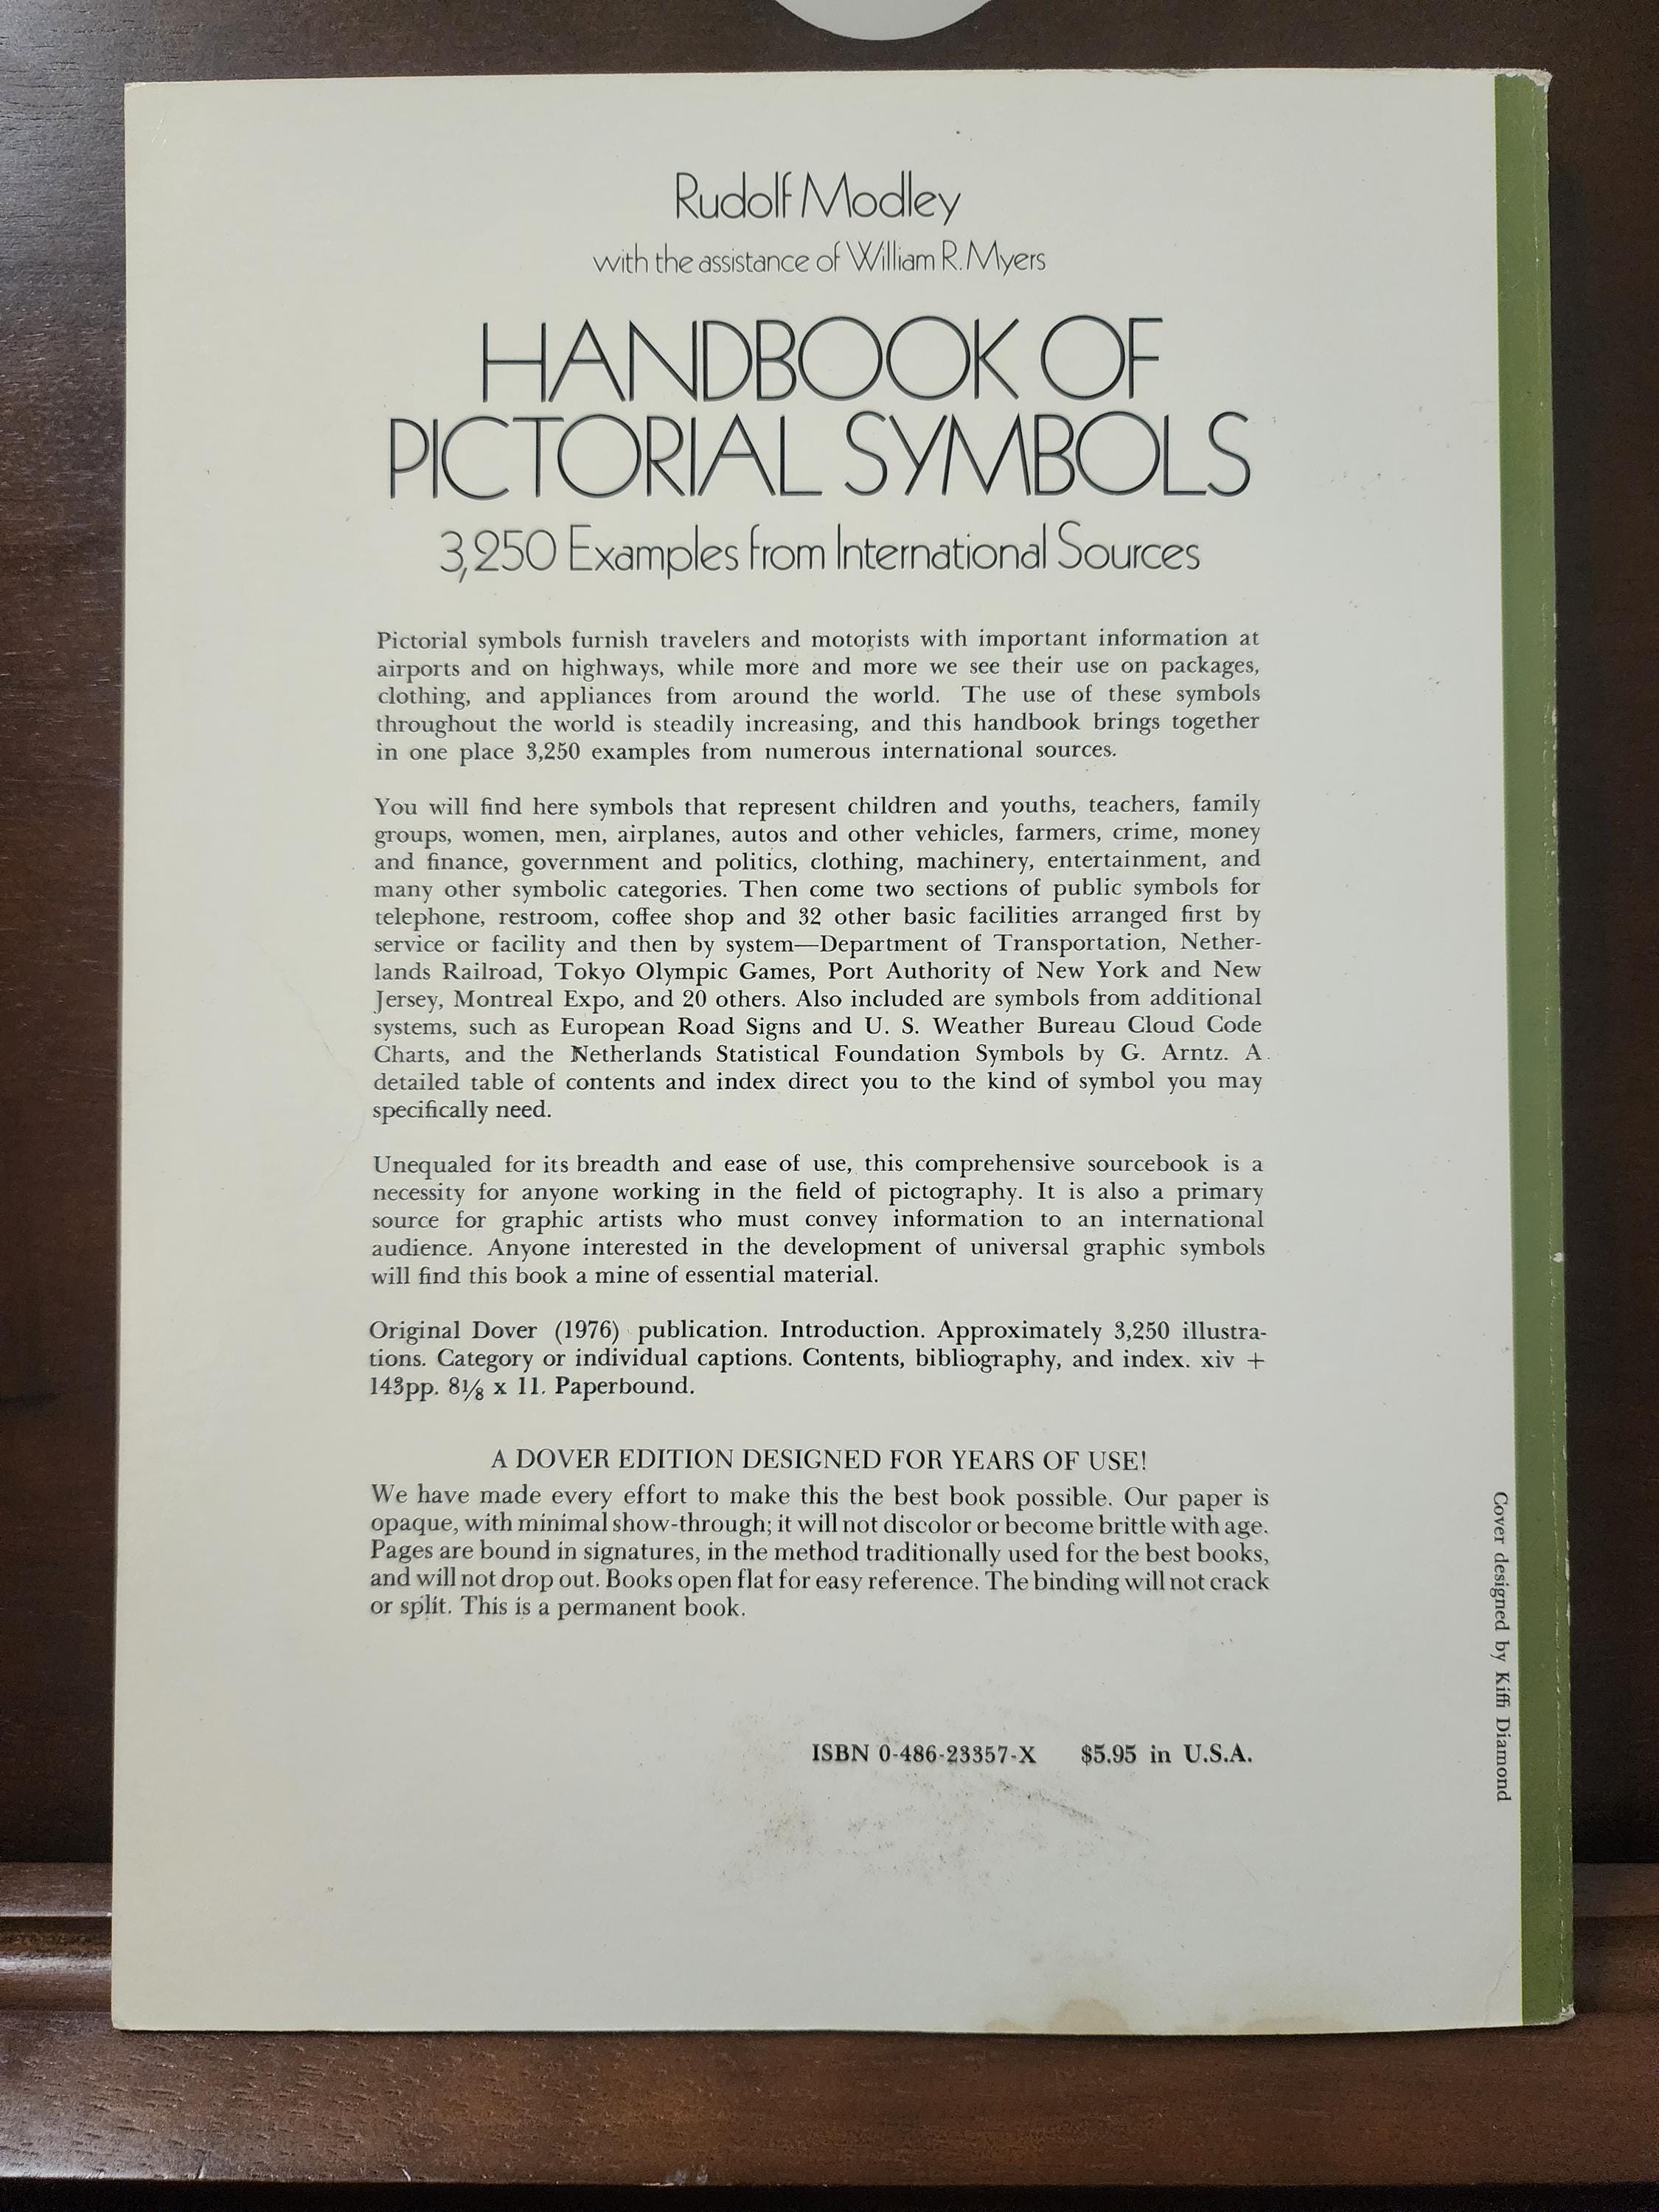 Rudolf Modley
with the assistance of William R. Myers
HANDBOOK OF
PICTORIAL SYMBOLS
3,250 Examples from International Sources
Pictorial symbols furnish travelers and motorists with important information at
airports and on highways, while more and more we see their use on packages,
clothing, and appliances from around the world. The use of these symbols
throughout the world is steadily increasing, and this handbook brings together
in one place 3,250 examples from numerous international sources.
You will find here symbols that represent children and youths, teachers, family
groups, women, men, airplanes, autos and other vehicles, farmers, crime, money
and finance, government and politics, clothing, machinery, entertainment, and
many other symbolic categories. Then come two sections of public symbols for
telephone, restroom, coffee shop and 32 other basic facilities arranged first by
service or facility and then by system—Department of Transportation, Nether-
lands Railroad, Tokyo Olympic Games, Port Authority of New York and New
Jersey, Montreal Expo, and 20 others. Also included are symbols from additional
systems, such as European Road Signs and U. S. Weather Bureau Cloud Code
Charts, and the Netherlands Statistical Foundation Symbols by G. Arntz. A
detailed table of contents and index direct you to the kind of symbol you may
specifically need.
Unequaled for its breadth and ease of use, this comprehensive sourcebook is a
necessity for anyone working in the field of pictography. It is also a primary
source for graphic artists who must convey information to an international
audience. Anyone interested in the development of universal graphic symbols
will find this book a mine of essential material.
Original Dover (1976) publication. Introduction. Approximately 3,250 illustra-
tions. Category or individual captions. Contents, bibliography, and index. xiv +
143pp. 8⅛ x 11. Paperbound.
A DOVER EDITION DESIGNED FOR YEARS OF USE!
We have made every effort to make this the best book possible. Our paper is
opaque, with minimal show-through; it will not discolor or become brittle with age.
Pages are bound in signatures, in the method traditionally used for the best books,
and will not drop out. Books open flat for easy reference. The binding will not crack
or split. This is a permanent book.
ISBN 0-486-23357-X $5.95 in U.S.A.
Cover designed by Kiffi Diamond